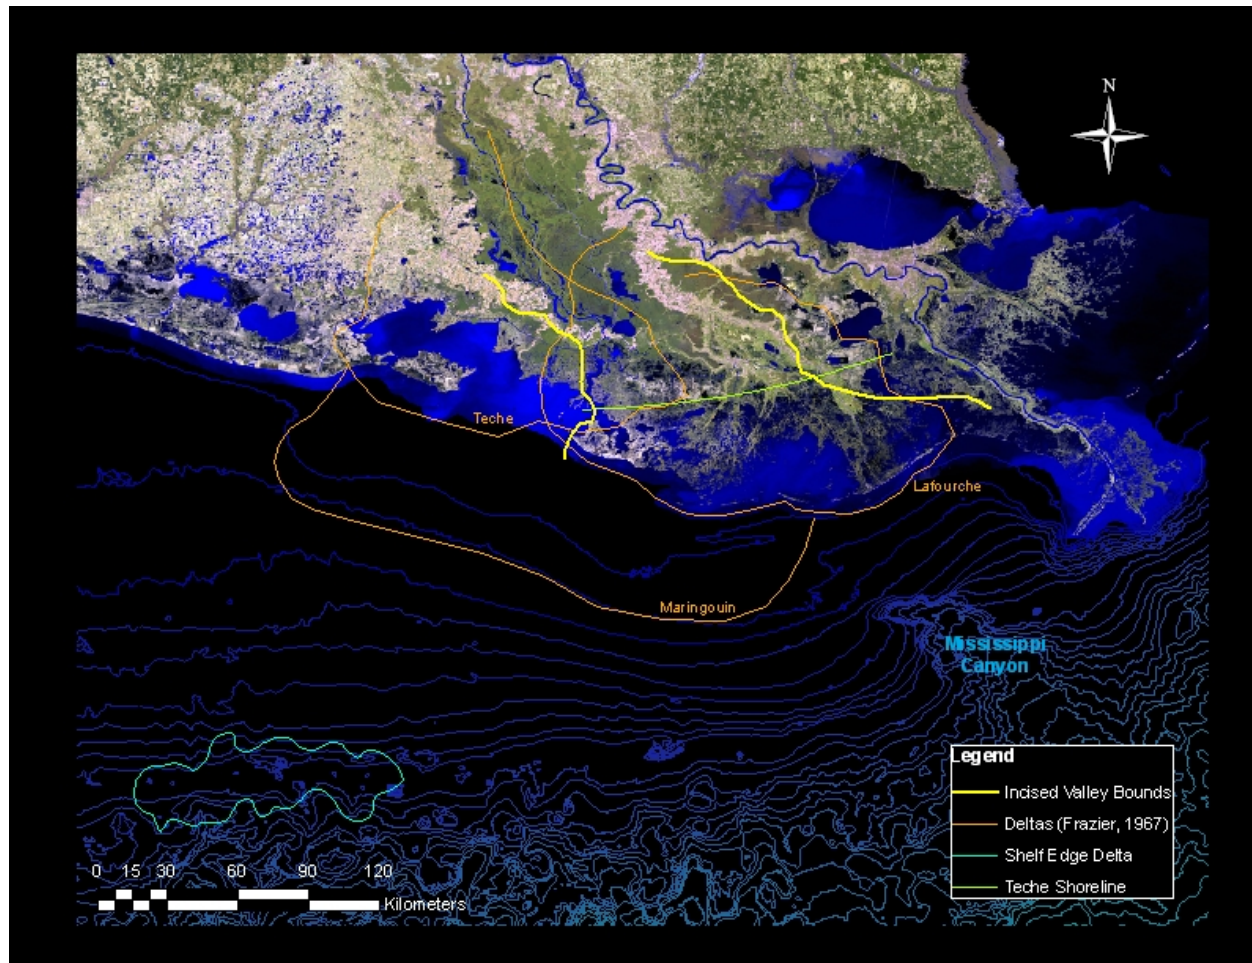 N
Teche
Lafourche
Maringouin
Mississippi
Canyon
Legend
Incised Valley Bounds
Deltas (Frazier, 1967)
Shelf Edge Delta
Teche Shoreline
0 15 30 60 90 120
Kilometers